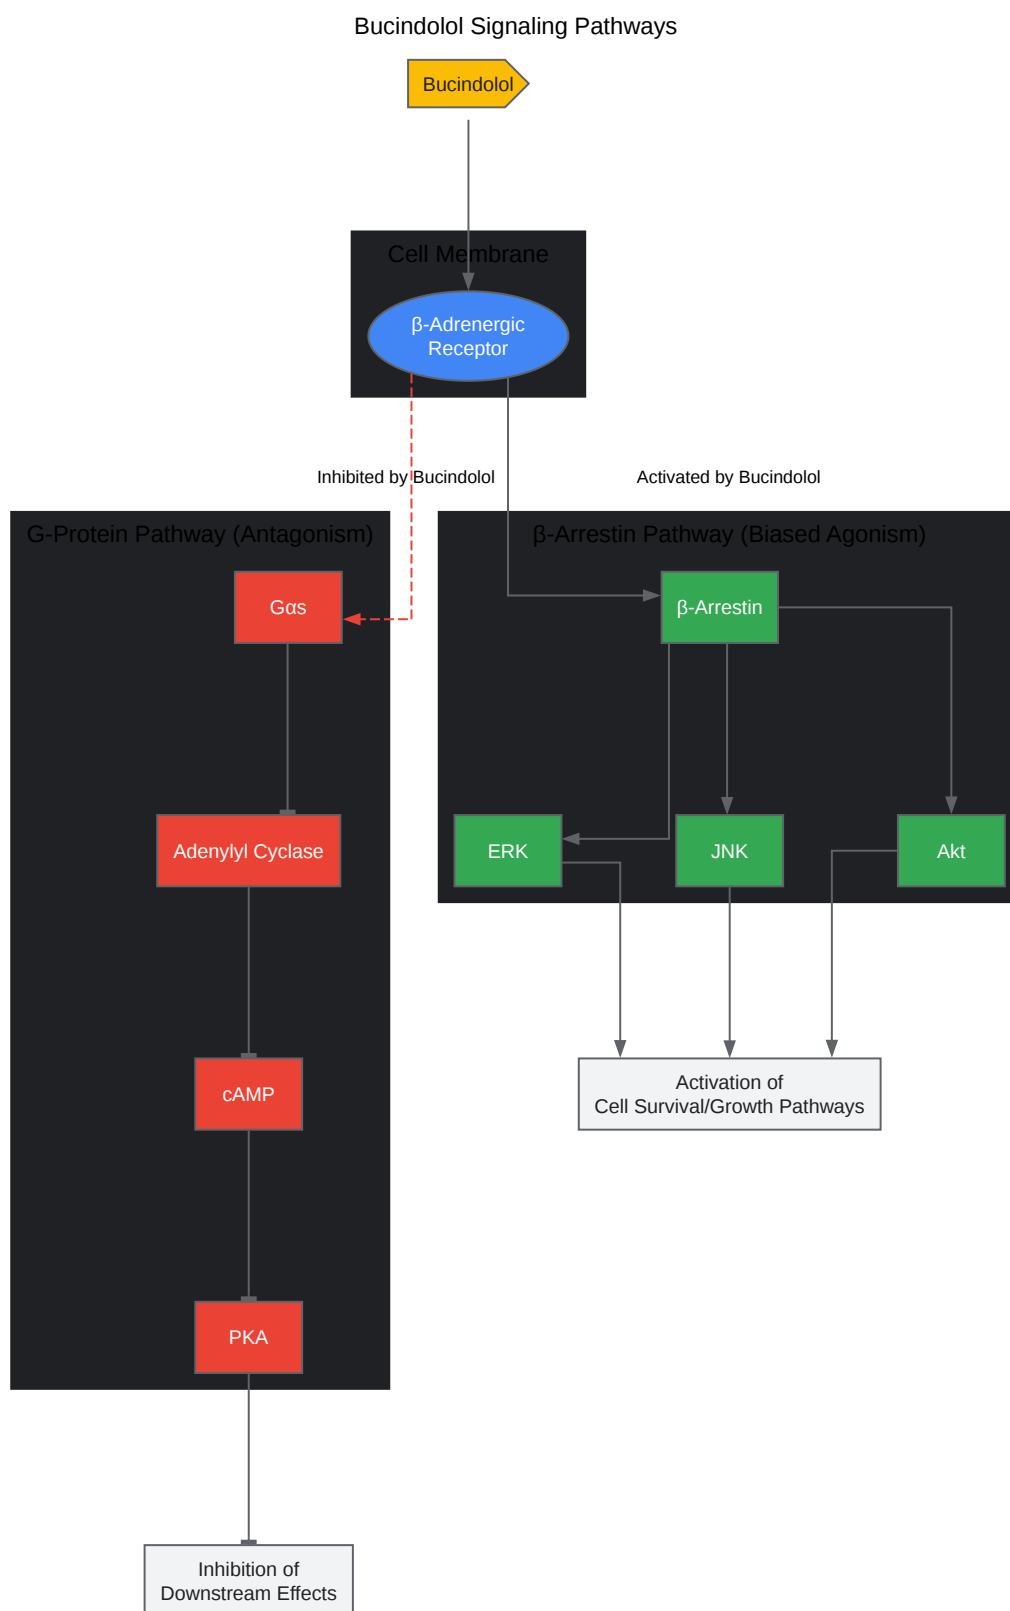 Bucindolol Signaling Pathways
Bucindolol
Cell Membrane
β-Adrenergic
Receptor
Inhibited by Bucindolol
Activated by Bucindolol
G-Protein Pathway (Antagonism)
β-Arrestin Pathway (Biased Agonism)
Gαs
β-Arrestin
Adenylyl Cyclase
ERK
JNK
Akt
cAMP
Activation of
Cell Survival/Growth Pathways
PKA
Inhibition of
Downstream Effects